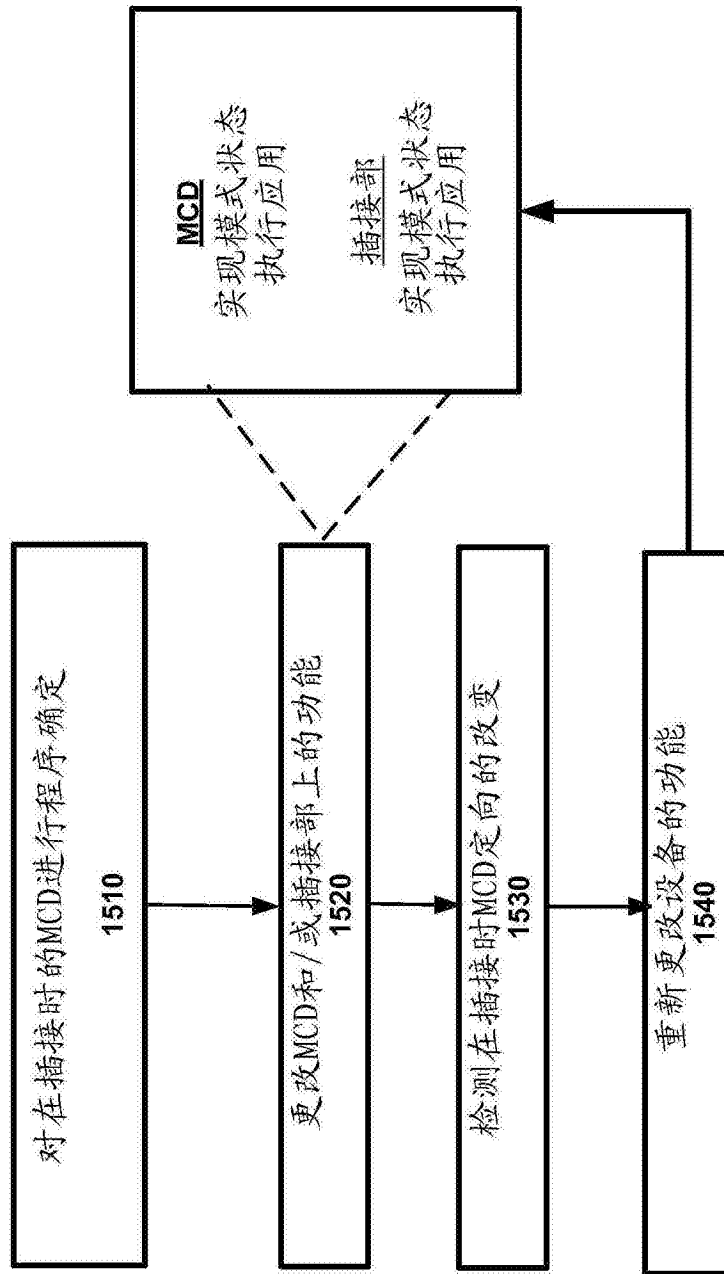 对在插接时的MCD进行程序确定
1510
更改MCD和/或插接部上的功能
1520
检测在插接时MCD定向的改变
1530
重新更改设备的功能
1540
MCD
实现模式状态
执行应用
插接部
实现模式状态
执行应用